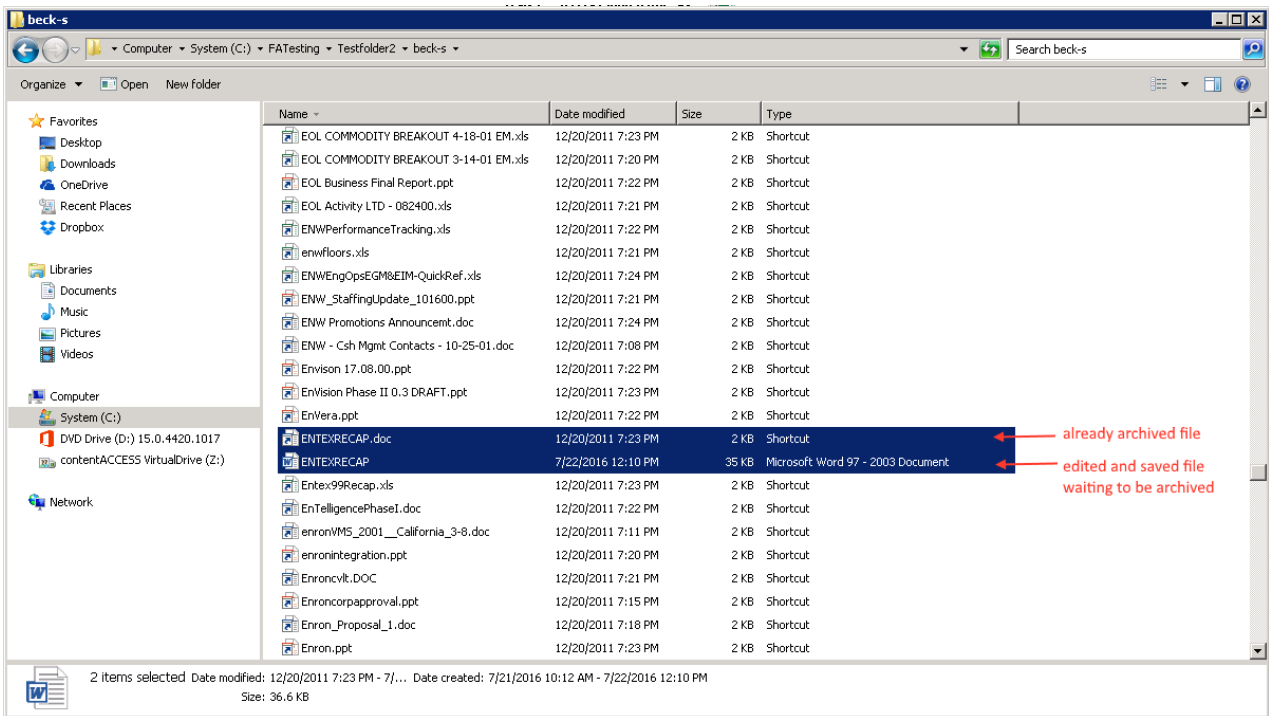 beck-s
Computer System (C:) FATesting Testfolder2 beck-s
Search beck-s
Organize Open New folder
Name Date modified Size Type
Favorites
Desktop
Downloads
OneDrive
Recent Places
Dropbox
Libraries
Documents
Music
Pictures
Videos
Computer
System (C:)
DVD Drive (D:) 15.0.4420.1017
contentACCESS VirtualDrive (Z:)
Network
EOL COMMODITY BREAKOUT 4-18-01 EM.xls 12/20/2011 7:23 PM 2 KB Shortcut
EOL COMMODITY BREAKOUT 3-14-01 EM.xls 12/20/2011 7:20 PM 2 KB Shortcut
EOL Business Final Report.ppt 12/20/2011 7:22 PM 2 KB Shortcut
EOL Activity LTD - 082400.xls 12/20/2011 7:21 PM 2 KB Shortcut
ENWPerformanceTracking.xls 12/20/2011 7:22 PM 2 KB Shortcut
enwfloors.xls 12/20/2011 7:21 PM 2 KB Shortcut
ENWEngOpsEGM&EIM-QuickRef.xls 12/20/2011 7:24 PM 2 KB Shortcut
ENW_StaffingUpdate_101600.ppt 12/20/2011 7:21 PM 2 KB Shortcut
ENW Promotions Announcemt.doc 12/20/2011 7:24 PM 2 KB Shortcut
ENW - Csh Mgmt Contacts - 10-25-01.doc 12/20/2011 7:08 PM 2 KB Shortcut
Envison 17.08.00.ppt 12/20/2011 7:22 PM 2 KB Shortcut
EnVision Phase II 0.3 DRAFT.ppt 12/20/2011 7:23 PM 2 KB Shortcut
EnVera.ppt 12/20/2011 7:22 PM 2 KB Shortcut
ENTEXRECAP.doc 12/20/2011 7:23 PM 2 KB Shortcut
already archived file
ENTEXRECAP 7/22/2016 12:10 PM 35 KB Microsoft Word 97 - 2003 Document
edited and saved file
waiting to be archived
Entex99Recap.xls 12/20/2011 7:23 PM 2 KB Shortcut
EnTelligencePhaseI.doc 12/20/2011 7:22 PM 2 KB Shortcut
enronVMS_2001__California_3-8.doc 12/20/2011 7:11 PM 2 KB Shortcut
enronintegration.ppt 12/20/2011 7:20 PM 2 KB Shortcut
Enroncvlt.DOC 12/20/2011 7:21 PM 2 KB Shortcut
Enroncorpapproval.ppt 12/20/2011 7:15 PM 2 KB Shortcut
Enron_Proposal_1.doc 12/20/2011 7:18 PM 2 KB Shortcut
Enron.ppt 12/20/2011 7:23 PM 2 KB Shortcut
2 items selected Date modified: 12/20/2011 7:23 PM - 7/... Date created: 7/21/2016 10:12 AM - 7/22/2016 12:10 PM
Size: 36.6 KB